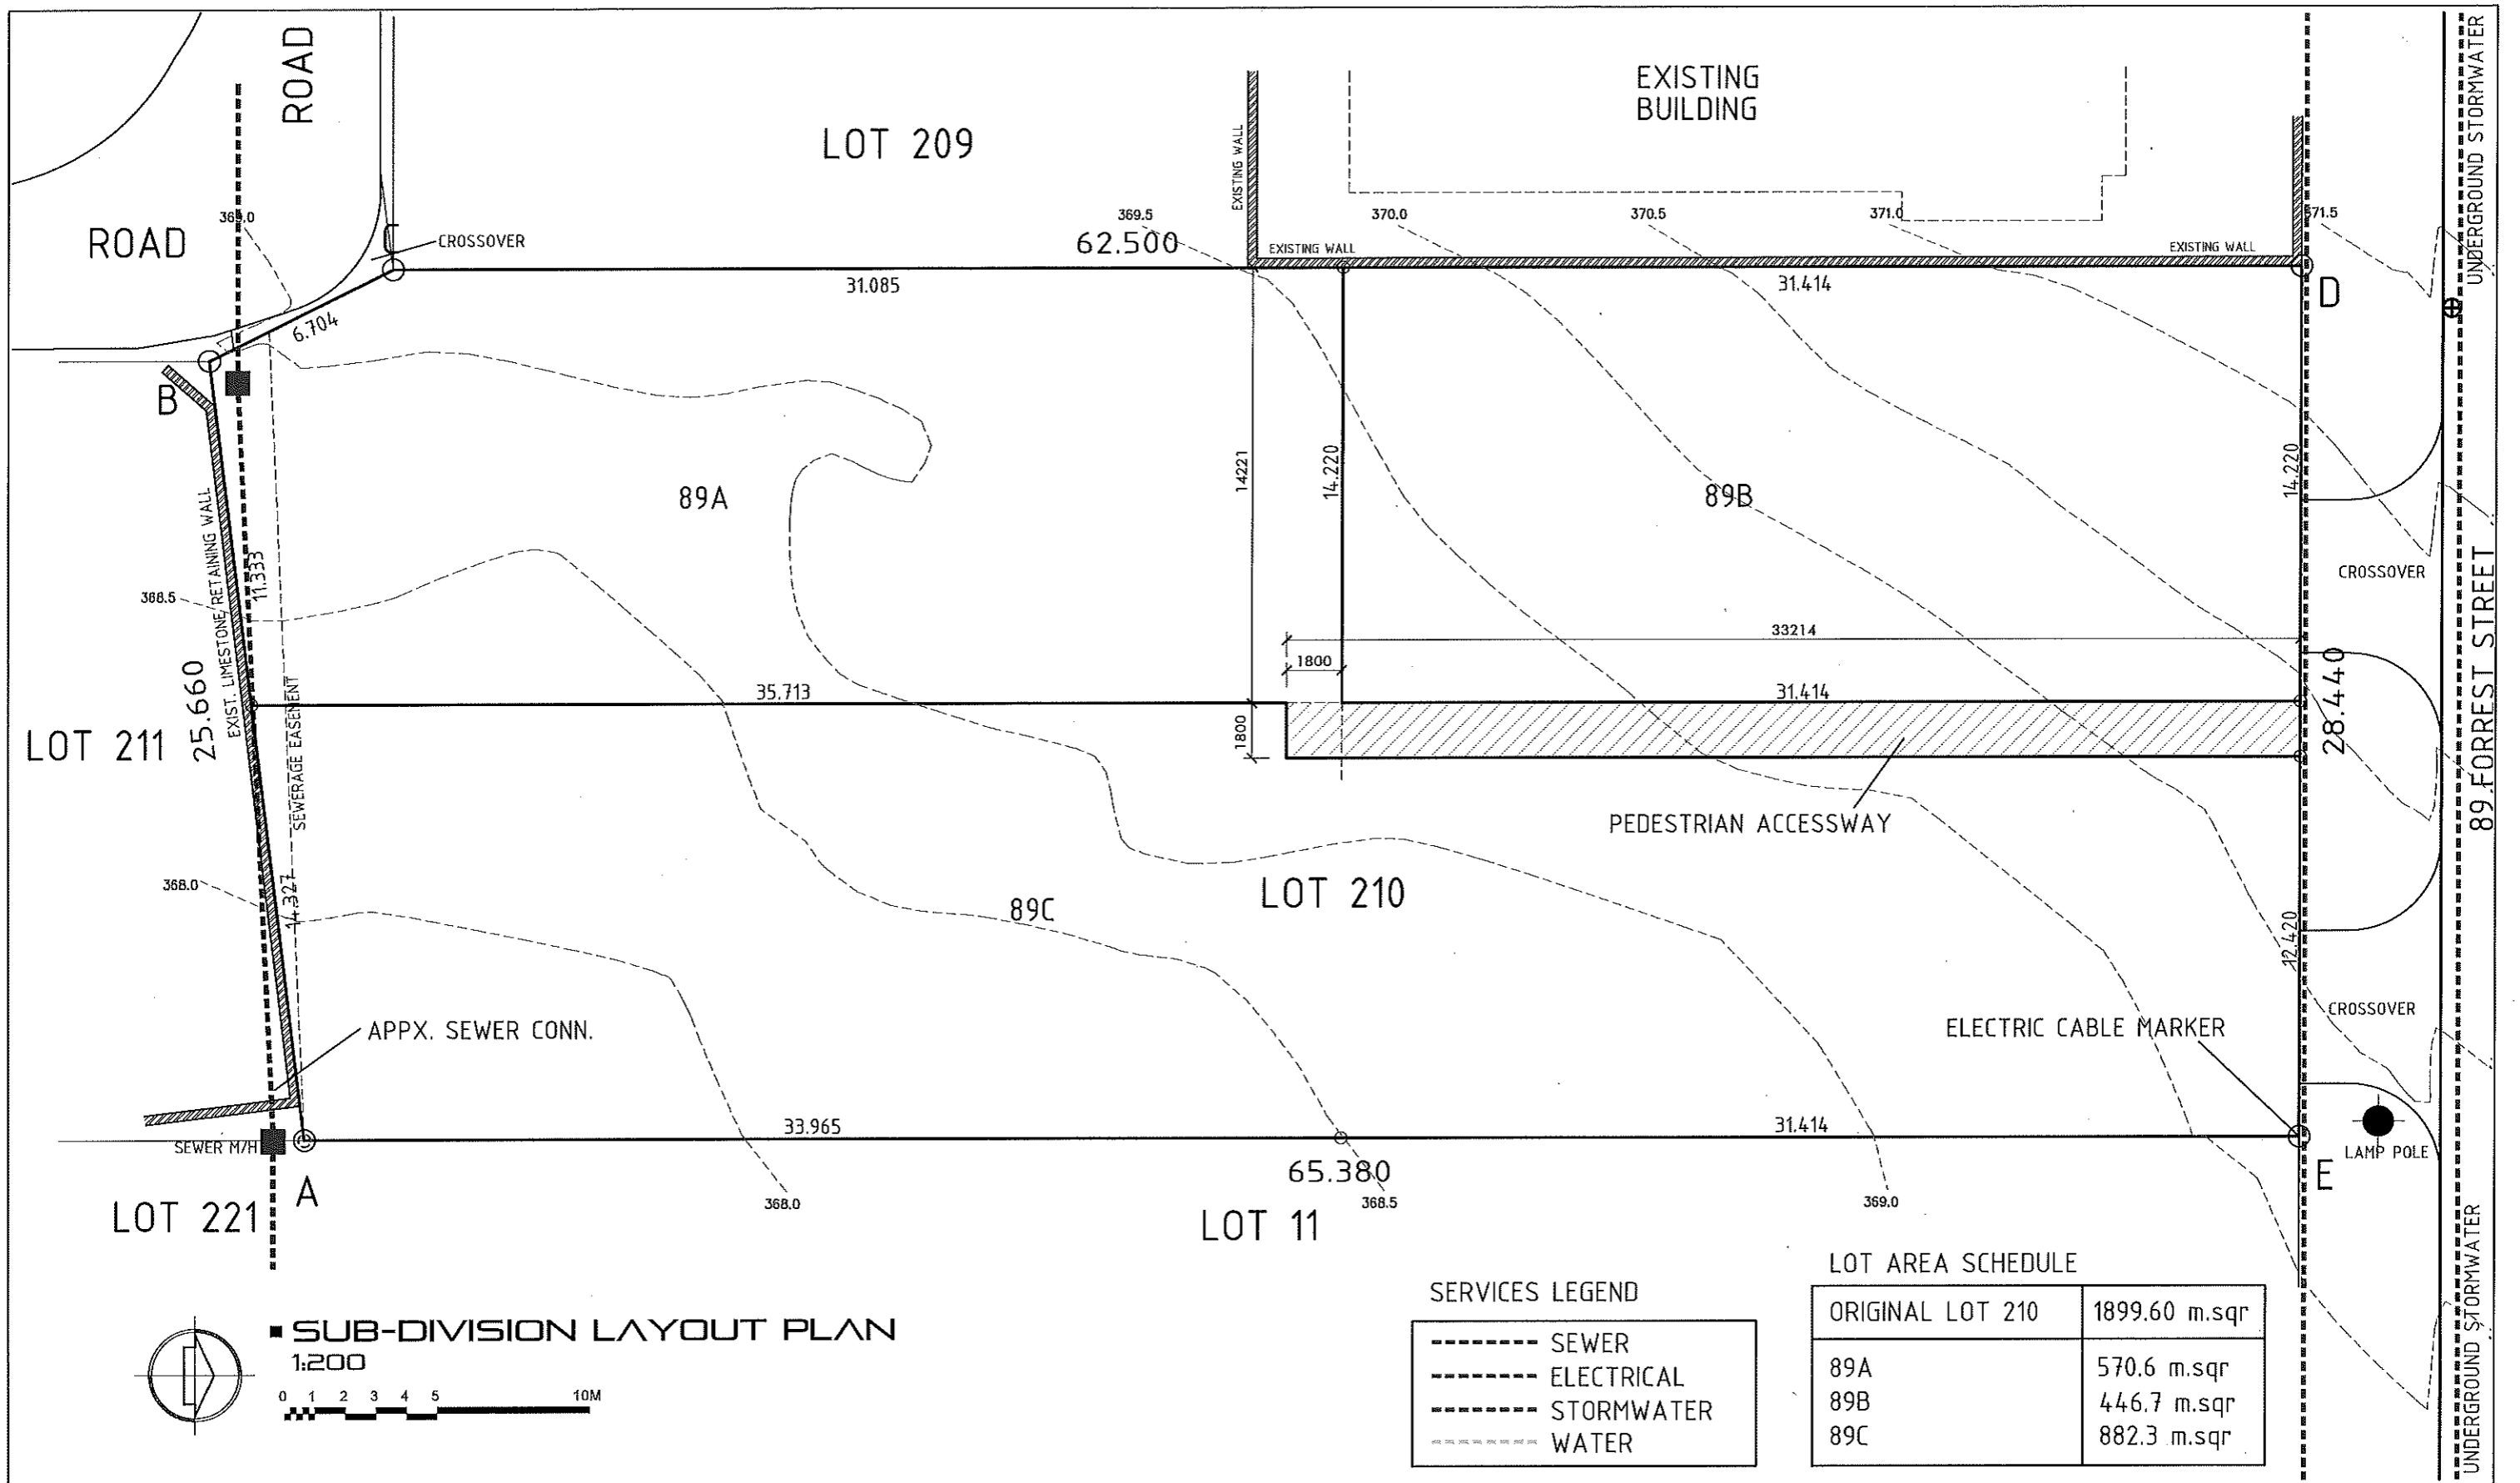 ROAD
ROAD
LOT 209
EXISTING
BUILDING
EXISTING WALL
UNDERGROUND STORMWATER
369.0
C
CROSSOVER
369.5
62.500
370.0
370.5
371.0
371.5
EXISTING WALL
EXISTING WALL
31.085
31.414
D
6.704
B
89A
14221
14.220
89B
14.220
EXIST. LIMESTONE RETAINING WALL
11.333
368.5
CROSSOVER
89 FORREST STREET
33214
1800
25.660
SEWERAGE EASEMENT
35.713
31.414
28.440
LOT 211
1800
PEDESTRIAN ACCESSWAY
368.0
14.327
89C
LOT 210
12.420
APPX. SEWER CONN.
ELECTRIC CABLE MARKER
CROSSOVER
SEWER M/H
33.965
31.414
LAMP POLE
65.380
A
368.0
368.5
369.0
E
LOT 221
LOT 11
UNDERGROUND STORMWATER
SUB-DIVISION LAYOUT PLAN
1:200
0 1 2 3 4 5 10M
SERVICES LEGEND
SEWER
ELECTRICAL
STORMWATER
WATER
LOT AREA SCHEDULE
ORIGINAL LOT 210 1899.60 m.sqr
89A 570.6 m.sqr
89B 446.7 m.sqr
89C 882.3 m.sqr